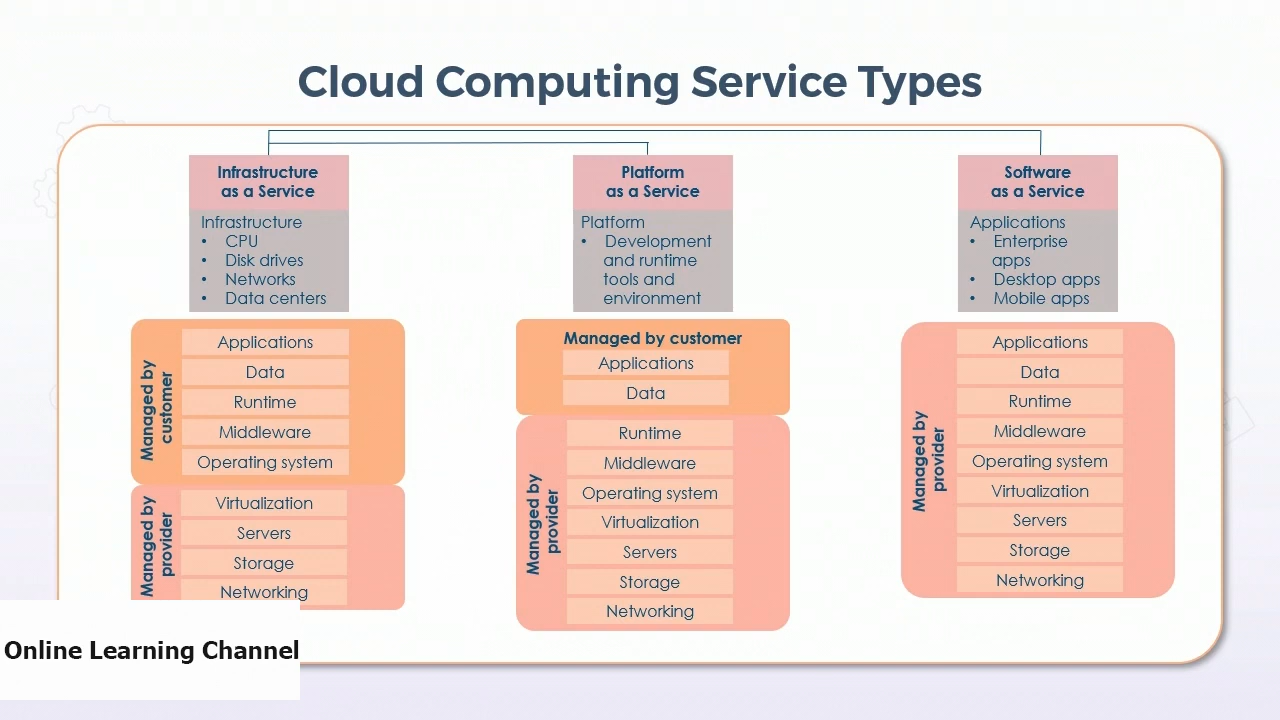 Cloud Computing Service Types
Infrastructure
as a Service
Infrastructure
• CPU
• Disk drives
• Networks
• Data centers
Managed by
customer
Applications
Data
Runtime
Middleware
Operating system
Managed by
provider
Virtualization
Servers
Storage
Networking
Platform
as a Service
Platform
• Development
and runtime
tools and
environment
Managed by customer
Applications
Data
Managed by
provider
Runtime
Middleware
Operating system
Virtualization
Servers
Storage
Networking
Software
as a Service
Applications
• Enterprise
apps
• Desktop apps
• Mobile apps
Managed by
provider
Applications
Data
Runtime
Middleware
Operating system
Virtualization
Servers
Storage
Networking
Online Learning Channel